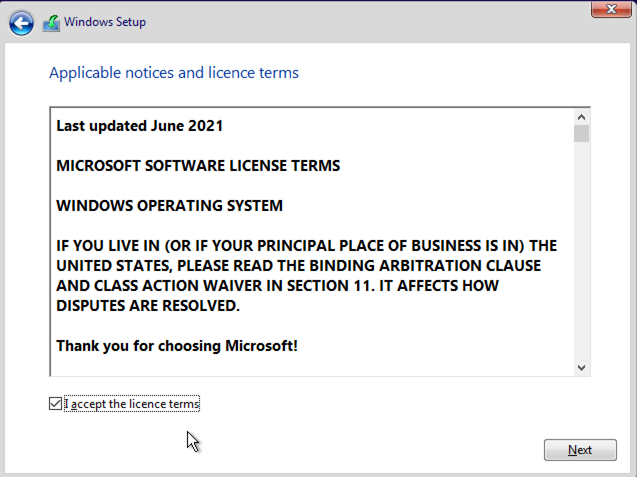 Windows Setup
Applicable notices and licence terms
Last updated June 2021
MICROSOFT SOFTWARE LICENSE TERMS
WINDOWS OPERATING SYSTEM
IF YOU LIVE IN (OR IF YOUR PRINCIPAL PLACE OF BUSINESS IS IN) THE
UNITED STATES, PLEASE READ THE BINDING ARBITRATION CLAUSE
AND CLASS ACTION WAIVER IN SECTION 11. IT AFFECTS HOW
DISPUTES ARE RESOLVED.
Thank you for choosing Microsoft!
I accept the licence terms
Next